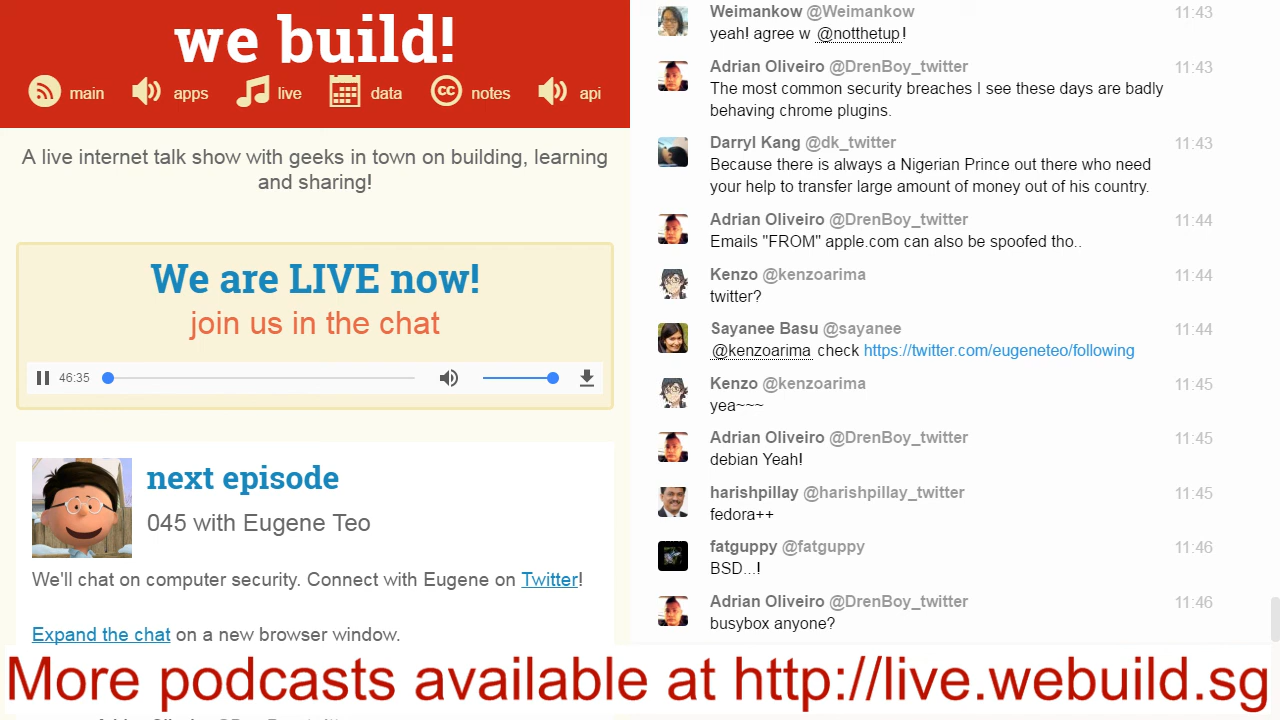 we build!
main apps live data notes api
A live internet talk show with geeks in town on building, learning
and sharing!
We are LIVE now!
join us in the chat
46:35
next episode
045 with Eugene Teo
We'll chat on computer security. Connect with Eugene on Twitter!
Expand the chat on a new browser window.
Weimankow @Weimankow 11:43
yeah! agree w @notthetup!
Adrian Oliveiro @DrenBoy_twitter 11:43
The most common security breaches I see these days are badly
behaving chrome plugins.
Darryl Kang @dk_twitter 11:43
Because there is always a Nigerian Prince out there who need
your help to transfer large amount of money out of his country.
Adrian Oliveiro @DrenBoy_twitter 11:44
Emails "FROM" apple.com can also be spoofed tho..
Kenzo @kenzoarima 11:44
twitter?
Sayanee Basu @sayanee 11:44
@kenzoarima check https://twitter.com/eugeneteo/following
Kenzo @kenzoarima 11:45
yea~~~
Adrian Oliveiro @DrenBoy_twitter 11:45
debian Yeah!
harishpillay @harishpillay_twitter 11:45
fedora++
fatguppy @fatguppy 11:46
BSD...!
Adrian Oliveiro @DrenBoy_twitter 11:46
busybox anyone?
More podcasts available at http://live.webuild.sg